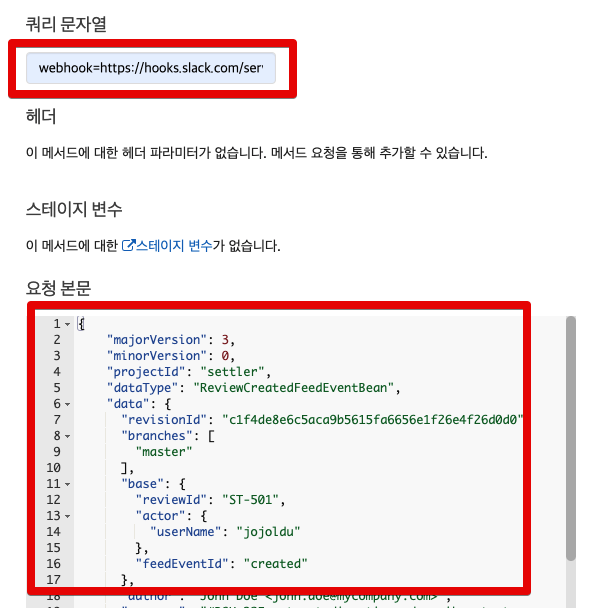 쿼리 문자열
webhook=https://hooks.slack.com/ser
헤더
이 메서드에 대한 헤더 파라미터가 없습니다. 메서드 요청을 통해 추가할 수 있습니다.
스테이지 변수
이 메서드에 대한 스테이지 변수가 없습니다.
요청 본문
1 {
2 "majorVersion": 3,
3 "minorVersion": 0,
4 "projectId": "settler",
5 "dataType": "ReviewCreatedFeedEventBean",
6 "data": {
7 "revisionId": "c1f4de8e6c5aca9b5615fa6656e1f26e4f26d0d0"
8 "branches": [
9 "master"
10 ],
11 "base": {
12 "reviewId": "ST-501",
13 "actor": {
14 "userName": "jojoldu"
15 },
16 "feedEventId": "created"
17 },
18 "author": "John Doe <john.doe@mycompany.com>",